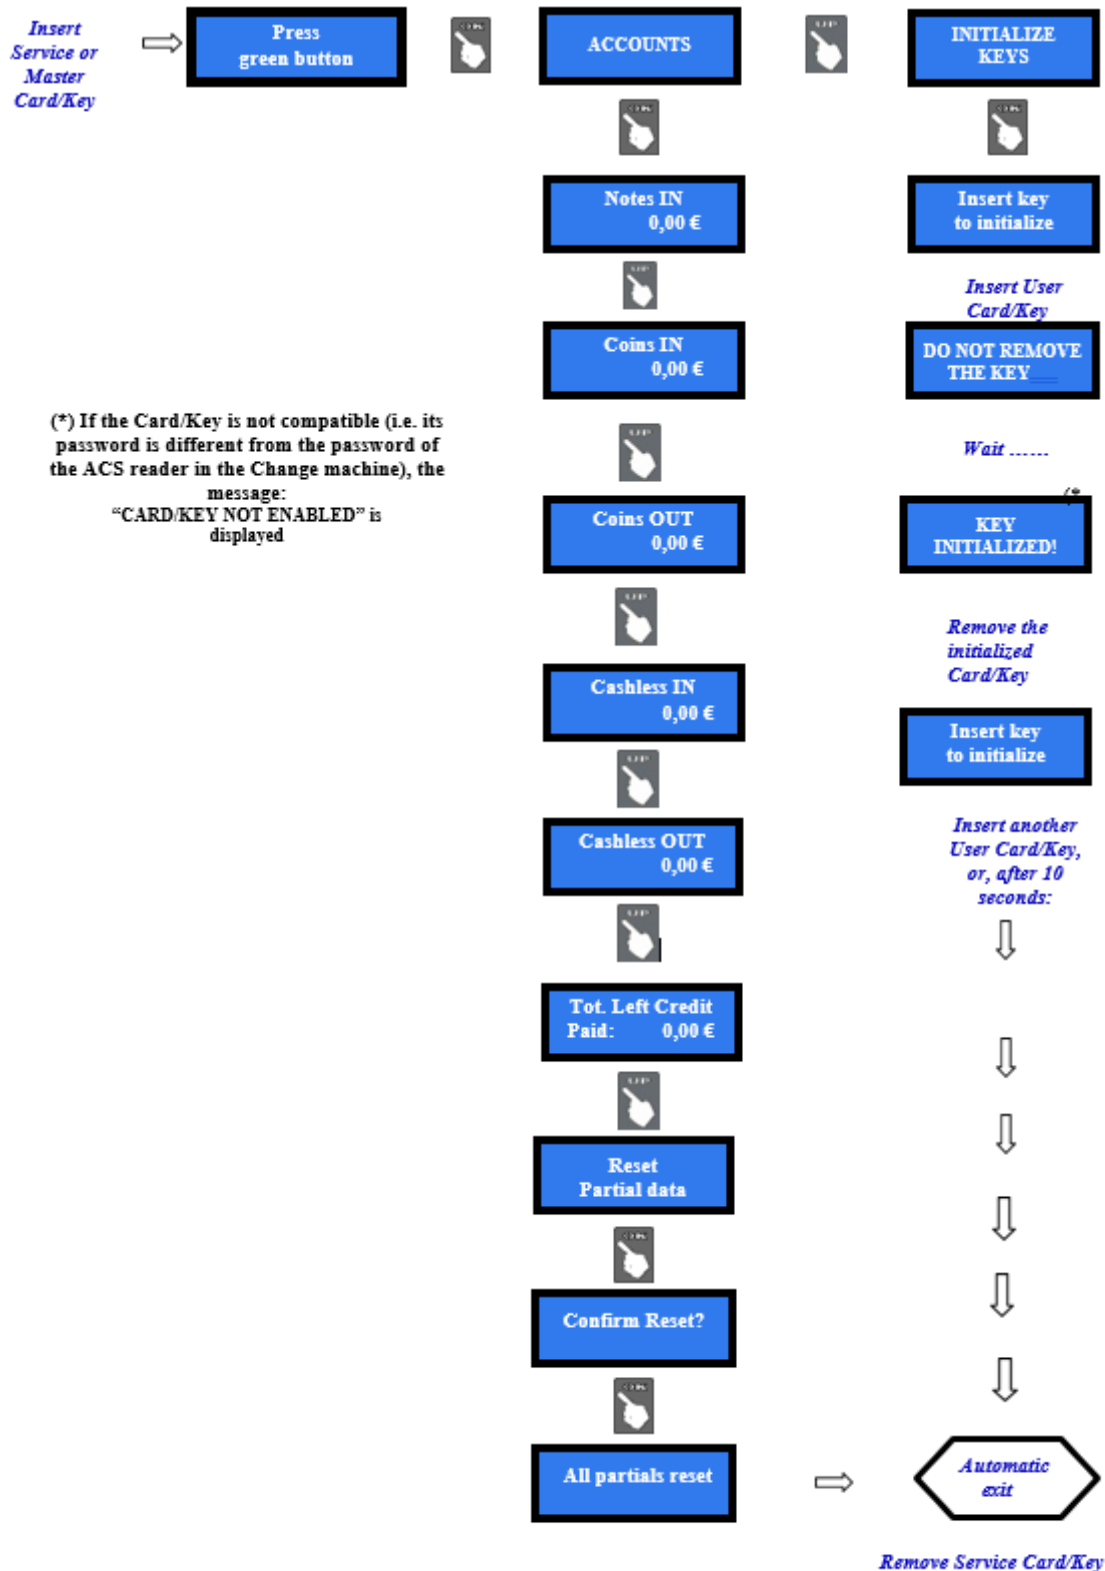 Insert
Service or
Master
Card/Key
Press
green button
ACCOUNTS
INITIALIZE
KEYS
Notes IN
0,00 €
Insert key
to initialize
Insert User
Card/Key
Coins IN
0,00 €
DO NOT REMOVE
THE KEY
(*) If the Card/Key is not compatible (i.e. its
password is different from the password of
the ACS reader in the Change machine), the
message:
“CARD/KEY NOT ENABLED” is
displayed
Wait ......
(*
Coins OUT
0,00 €
KEY
INITIALIZED!
Remove the
initialized
Card/Key
Cashless IN
0,00 €
Insert key
to initialize
Cashless OUT
0,00 €
Insert another
User Card/Key,
or, after 10
seconds:
Tot. Left Credit
Paid: 0,00 €
Reset
Partial data
Confirm Reset?
All partials reset
Automatic
exit
Remove Service Card/Key